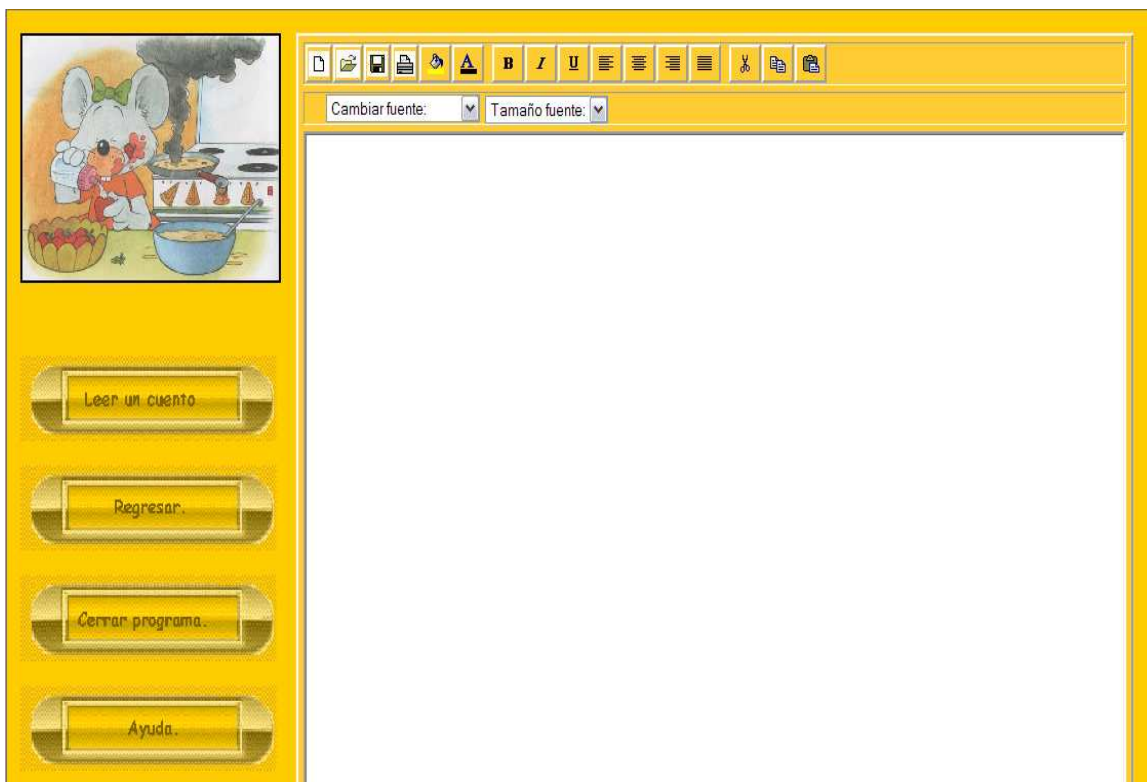 A B I U
Cambiar fuente: Tamaño fuente:
Leer un cuento
Regresar.
Cerrar programa.
Ayuda.